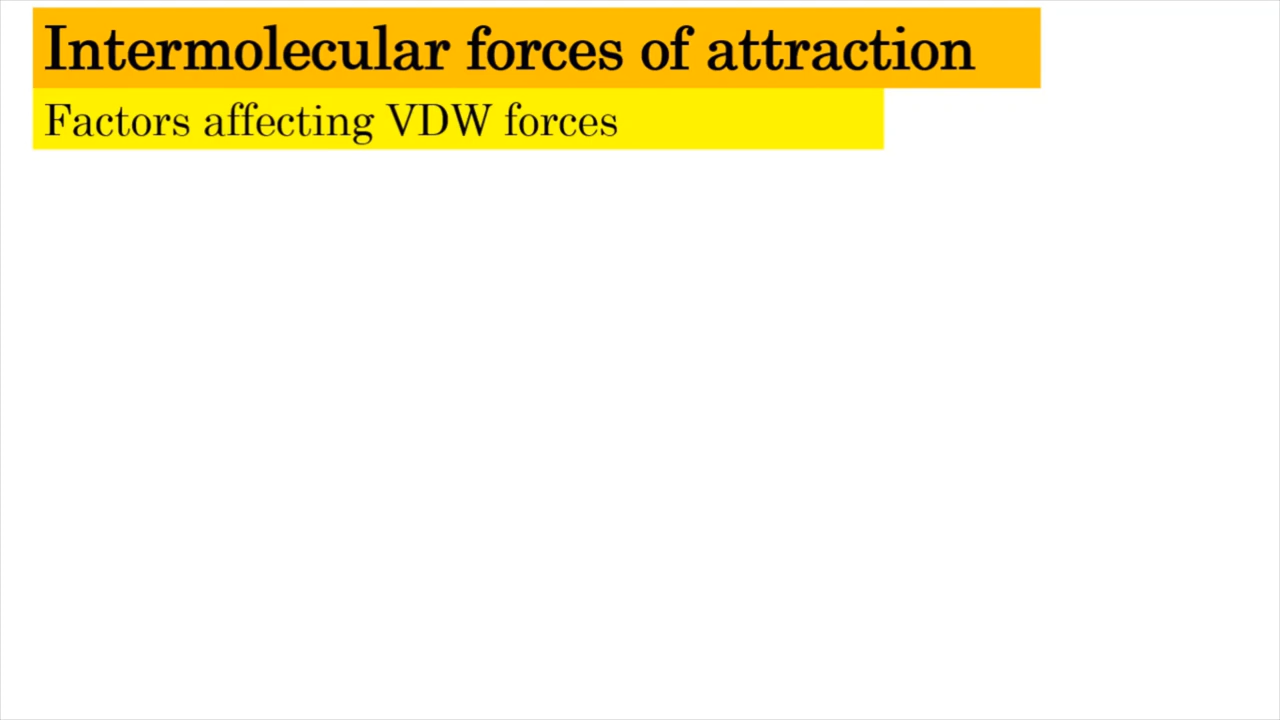 Intermolecular forces of attraction
Factors affecting VDW forces